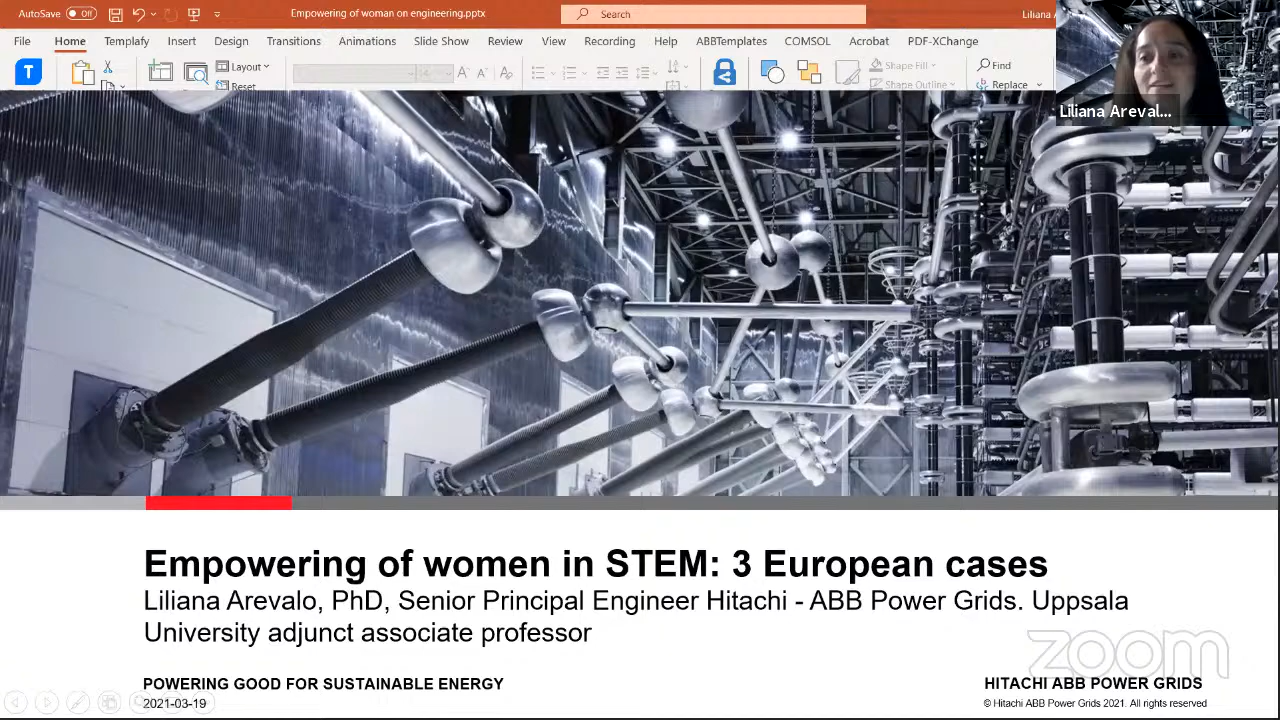 AutoSave Off Empowering of woman on engineering.pptx Search Liliana A
File Home Templafy Insert Design Transitions Animations Slide Show Review View Recording Help ABBTemplates COMSOL Acrobat PDF-XChange
T Layout Shape Fill Find
Reset Shape Outline Replace
Liliana Areval...
Empowering of women in STEM: 3 European cases
Liliana Arevalo, PhD, Senior Principal Engineer Hitachi - ABB Power Grids. Uppsala
University adjunct associate professor
zoom
POWERING GOOD FOR SUSTAINABLE ENERGY HITACHI ABB POWER GRIDS
2021-03-19 © Hitachi ABB Power Grids 2021. All rights reserved